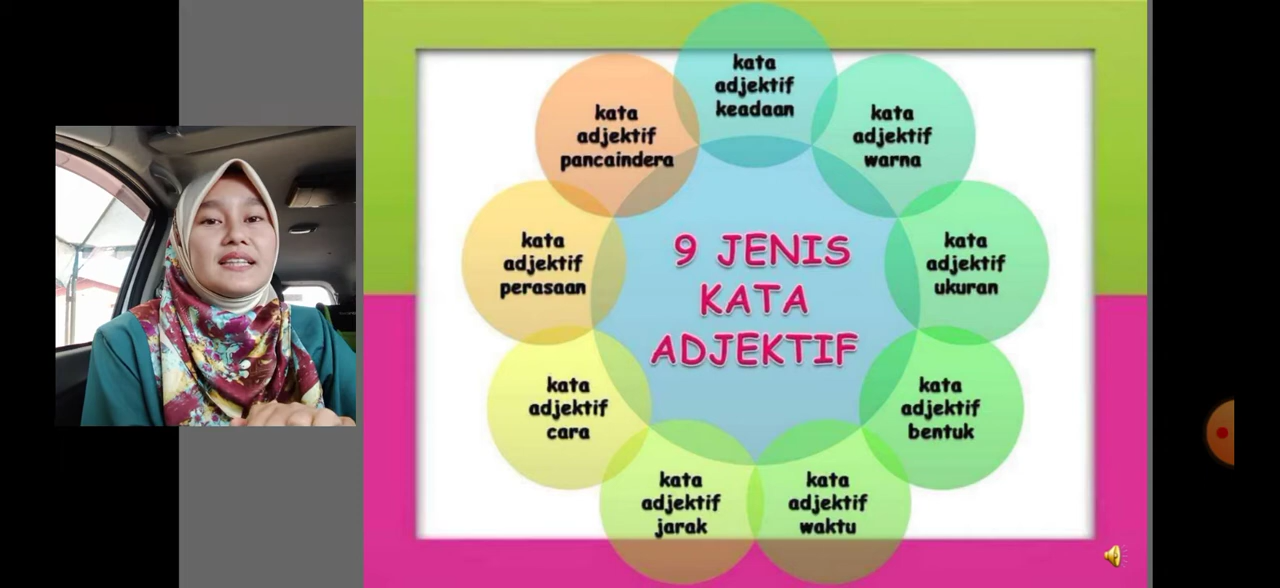 9 JENIS
KATA
ADJEKTIF
kata
adjektif
keadaan
kata
adjektif
warna
kata
adjektif
ukuran
kata
adjektif
bentuk
kata
adjektif
waktu
kata
adjektif
jarak
kata
adjektif
cara
kata
adjektif
perasaan
kata
adjektif
pancaindera